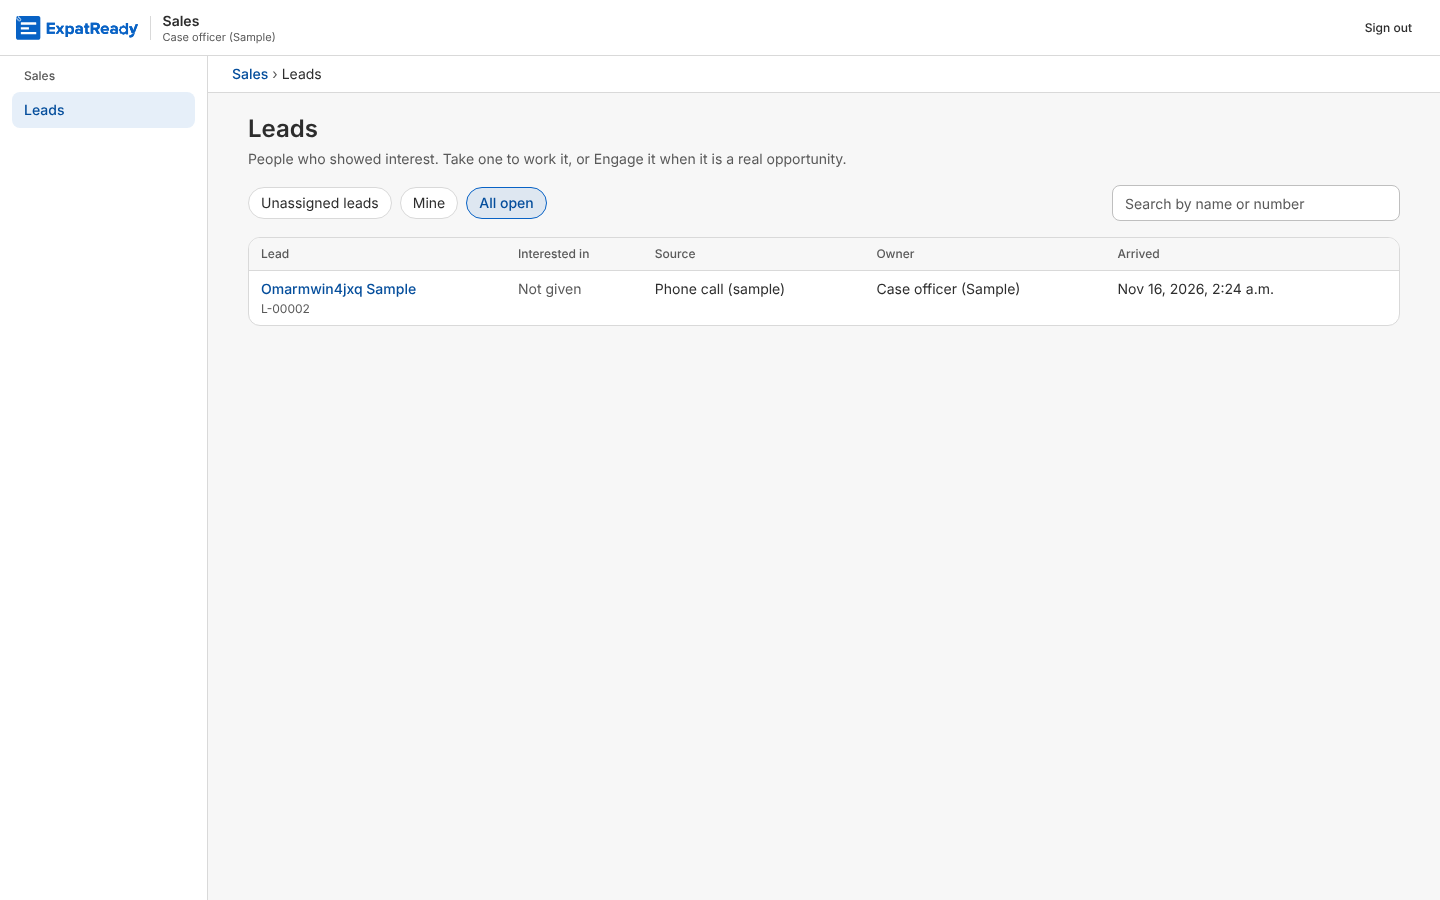 ExpatReady
Sales
Case officer (Sample)
Sign out
Sales
Leads
Sales › Leads
Leads
People who showed interest. Take one to work it, or Engage it when it is a real opportunity.
Unassigned leads
Mine
All open
Search by name or number
Lead Interested in Source Owner Arrived
Omarmwin4jxq Sample Not given Phone call (sample) Case officer (Sample) Nov 16, 2026, 2:24 a.m.
L-00002